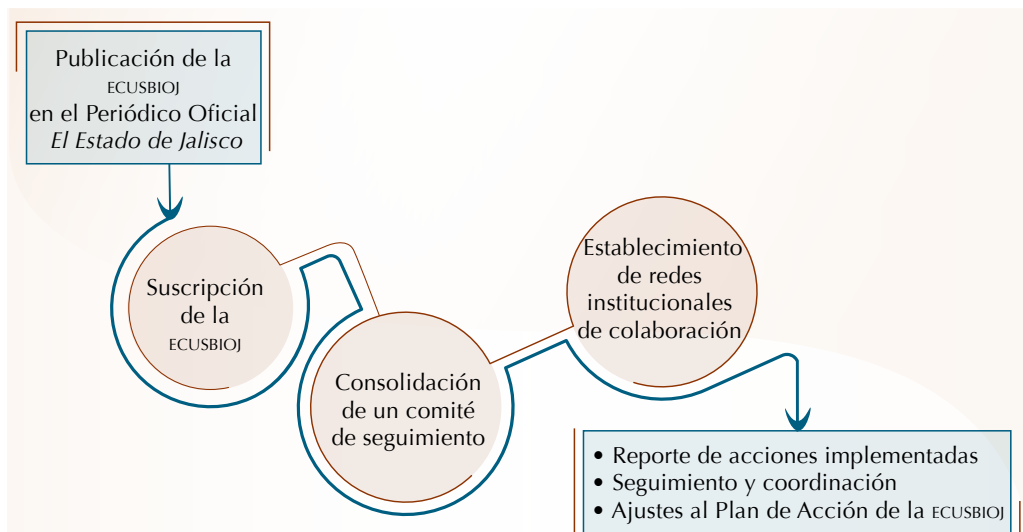 Publicación de la
ECUSBIOJ
en el Periódico Oficial
El Estado de Jalisco
Suscripción
de la
ECUSBIOJ
Consolidación
de un comité
de seguimiento
Establecimiento
de redes
institucionales
de colaboración
• Reporte de acciones implementadas
• Seguimiento y coordinación
• Ajustes al Plan de Acción de la ECUSBIOJ